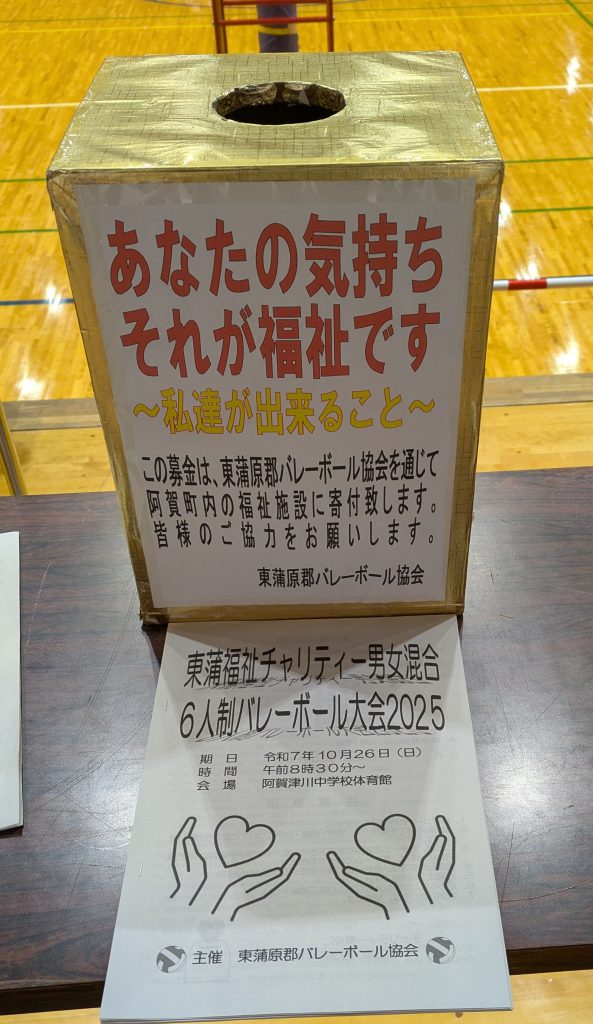 あなたの気持ち
それが福祉です
～私達が出来ること～
この募金は、東蒲原郡バレーボール協会を通じて
阿賀町内の福祉施設に寄付致します。
皆様のご協力をお願いします。
東蒲原郡バレーボール協会
東蒲福祉チャリティー男女混合
6人制バレーボール大会2025
期日 令和7年10月26日（日）
時間 午前8時30分～
会場 阿賀津川中学校体育館
主催 東蒲原郡バレーボール協会